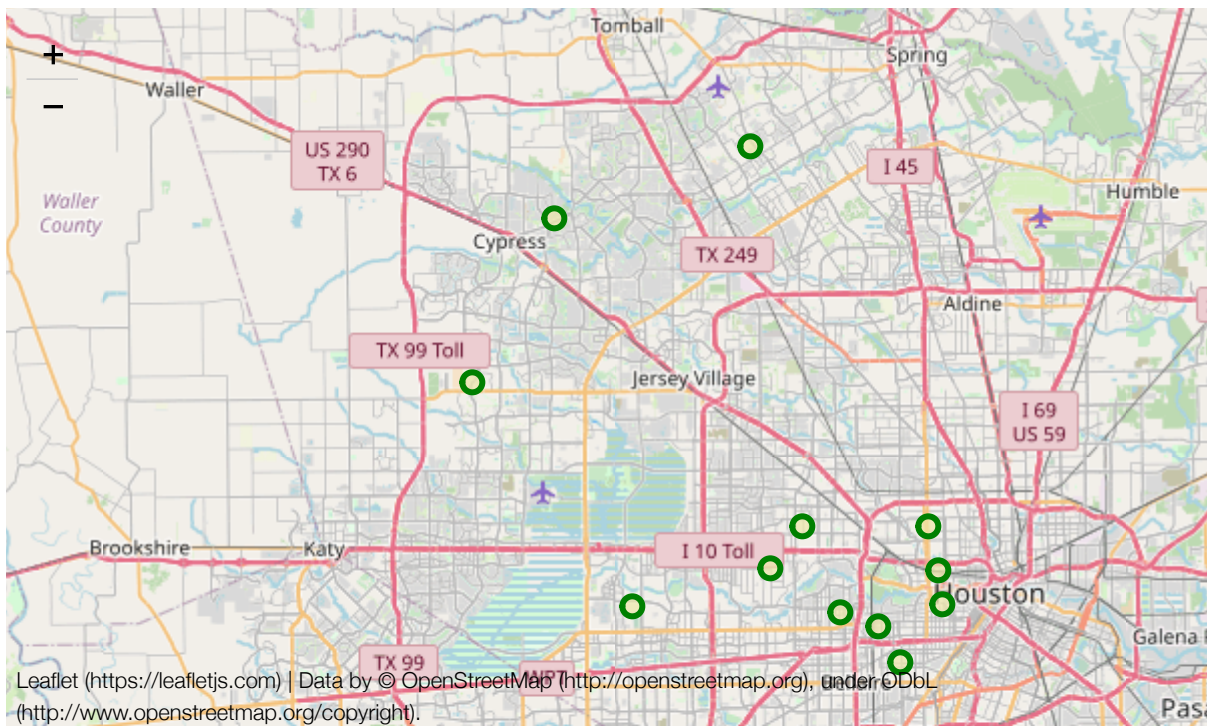 Tomball
+
Spring
−
Waller
US 290
TX 6
I 45
Humble
Waller
County
Cypress
TX 249
Aldine
TX 99 Toll
Jersey Village
I 69
US 59
Brookshire
Katy
I 10 Toll
Houston
Galena
TX 99
WPT
Leaflet (https://leafletjs.com) | Data by © OpenStreetMap (http://openstreetmap.org), under ODbL
(http://www.openstreetmap.org/copyright).
Pasa